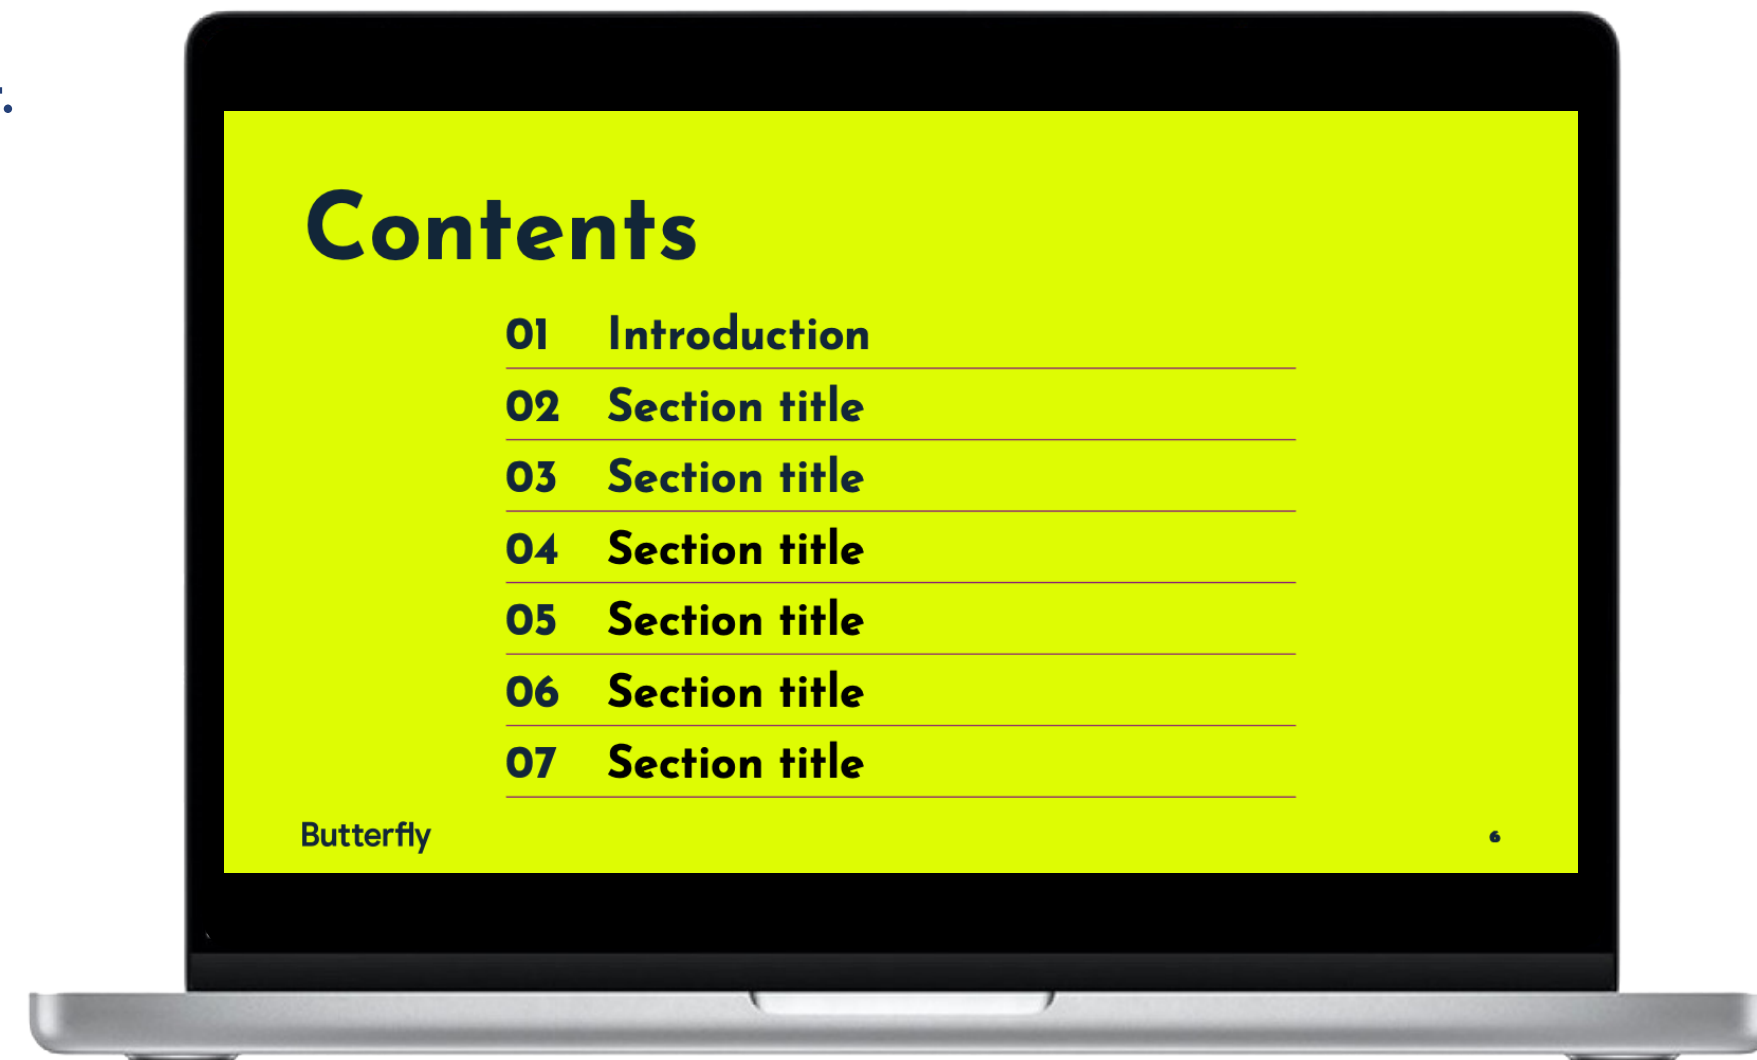 Contents
01 Introduction
02 Section title
03 Section title
04 Section title
05 Section title
06 Section title
07 Section title
Butterfly
6